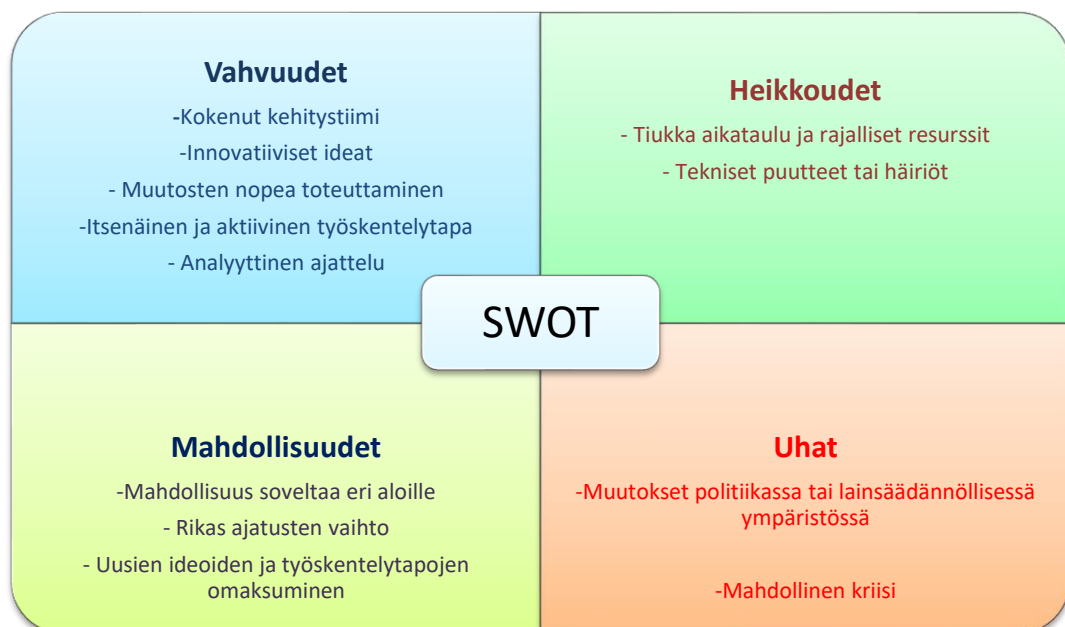 Vahvuudet
-Kokenut kehitystiimi
-Innovatiiviset ideat
- Muutosten nopea toteuttaminen
-Itsenäinen ja aktiivinen työskentelytapa
- Analyyttinen ajattelu
Heikkoudet
- Tiukka aikataulu ja rajalliset resurssit
- Tekniset puutteet tai häiriöt
SWOT
Mahdollisuudet
-Mahdollisuus soveltaa eri aloille
- Rikas ajatusten vaihto
- Uusien ideoiden ja työskentelytapojen
omaksuminen
Uhat
-Muutokset politiikassa tai lainsäädännöllisessä
ympäristössä
-Mahdollinen kriisi